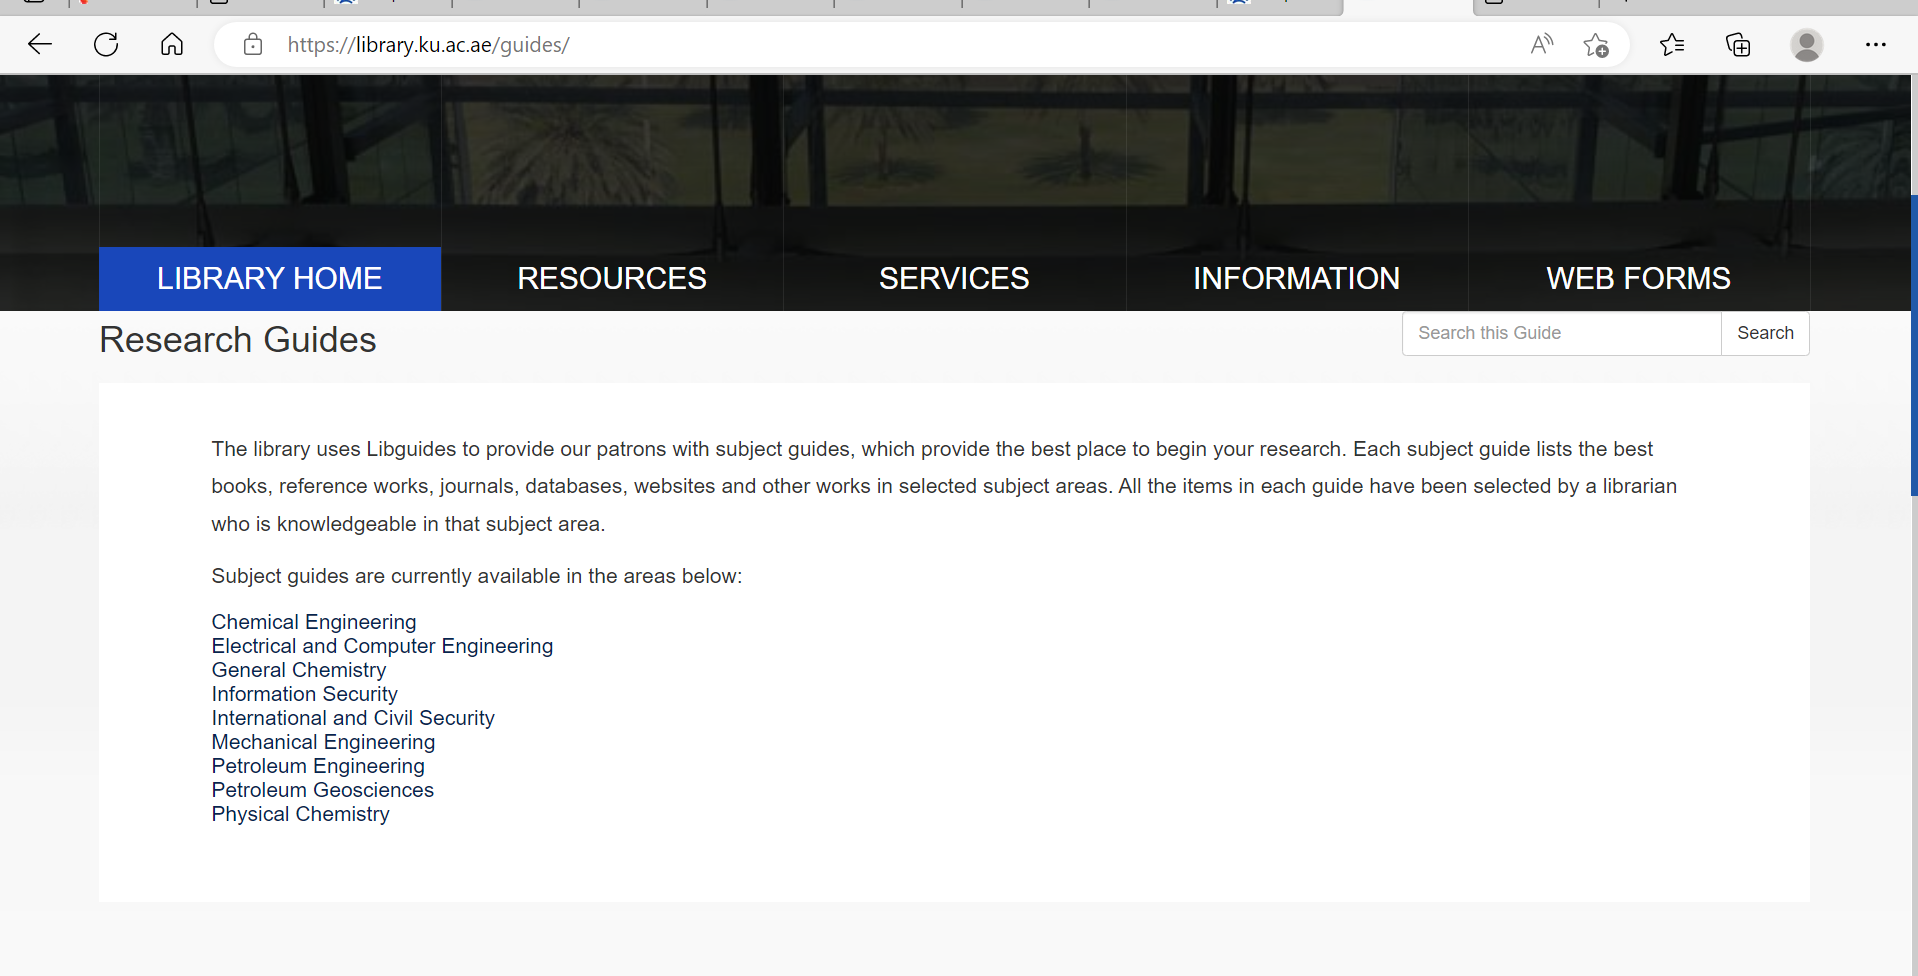 https://library.ku.ac.ae/guides/
LIBRARY HOME
RESOURCES
SERVICES
INFORMATION
WEB FORMS
Research Guides
Search this Guide
Search
The library uses Libguides to provide our patrons with subject guides, which provide the best place to begin your research. Each subject guide lists the best
books, reference works, journals, databases, websites and other works in selected subject areas. All the items in each guide have been selected by a librarian
who is knowledgeable in that subject area.
Subject guides are currently available in the areas below:
Chemical Engineering
Electrical and Computer Engineering
General Chemistry
Information Security
International and Civil Security
Mechanical Engineering
Petroleum Engineering
Petroleum Geosciences
Physical Chemistry